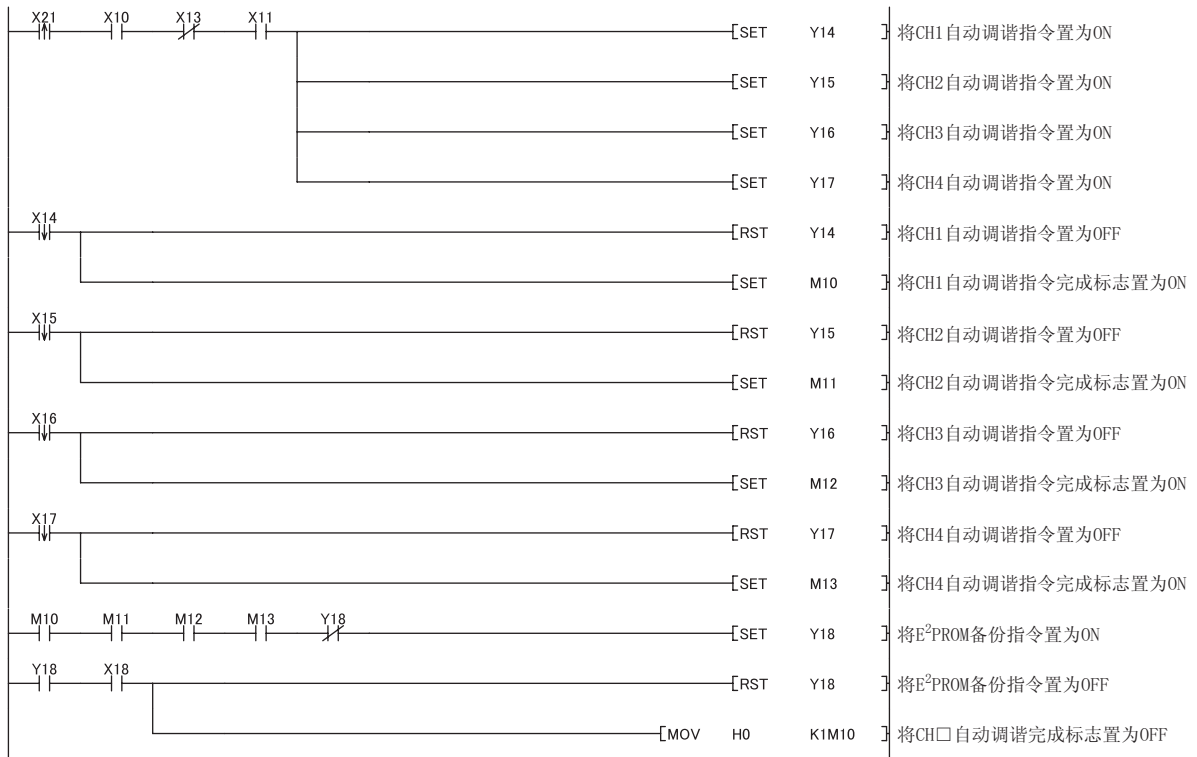 X21 X10 X13 X11
SET Y14 将CH1自动调谐指令置为ON
SET Y15 将CH2自动调谐指令置为ON
SET Y16 将CH3自动调谐指令置为ON
SET Y17 将CH4自动调谐指令置为ON
X14
RST Y14 将CH1自动调谐指令置为OFF
SET M10 将CH1自动调谐指令完成标志置为ON
X15
RST Y15 将CH2自动调谐指令置为OFF
SET M11 将CH2自动调谐指令完成标志置为ON
X16
RST Y16 将CH3自动调谐指令置为OFF
SET M12 将CH3自动调谐指令完成标志置为ON
X17
RST Y17 将CH4自动调谐指令置为OFF
SET M13 将CH4自动调谐指令完成标志置为ON
M10 M11 M12 M13 Y18
SET Y18 将E²PROM备份指令置为ON
Y18 X18
RST Y18 将E²PROM备份指令置为OFF
MOV H0 K1M10 将CH□自动调谐完成标志置为OFF